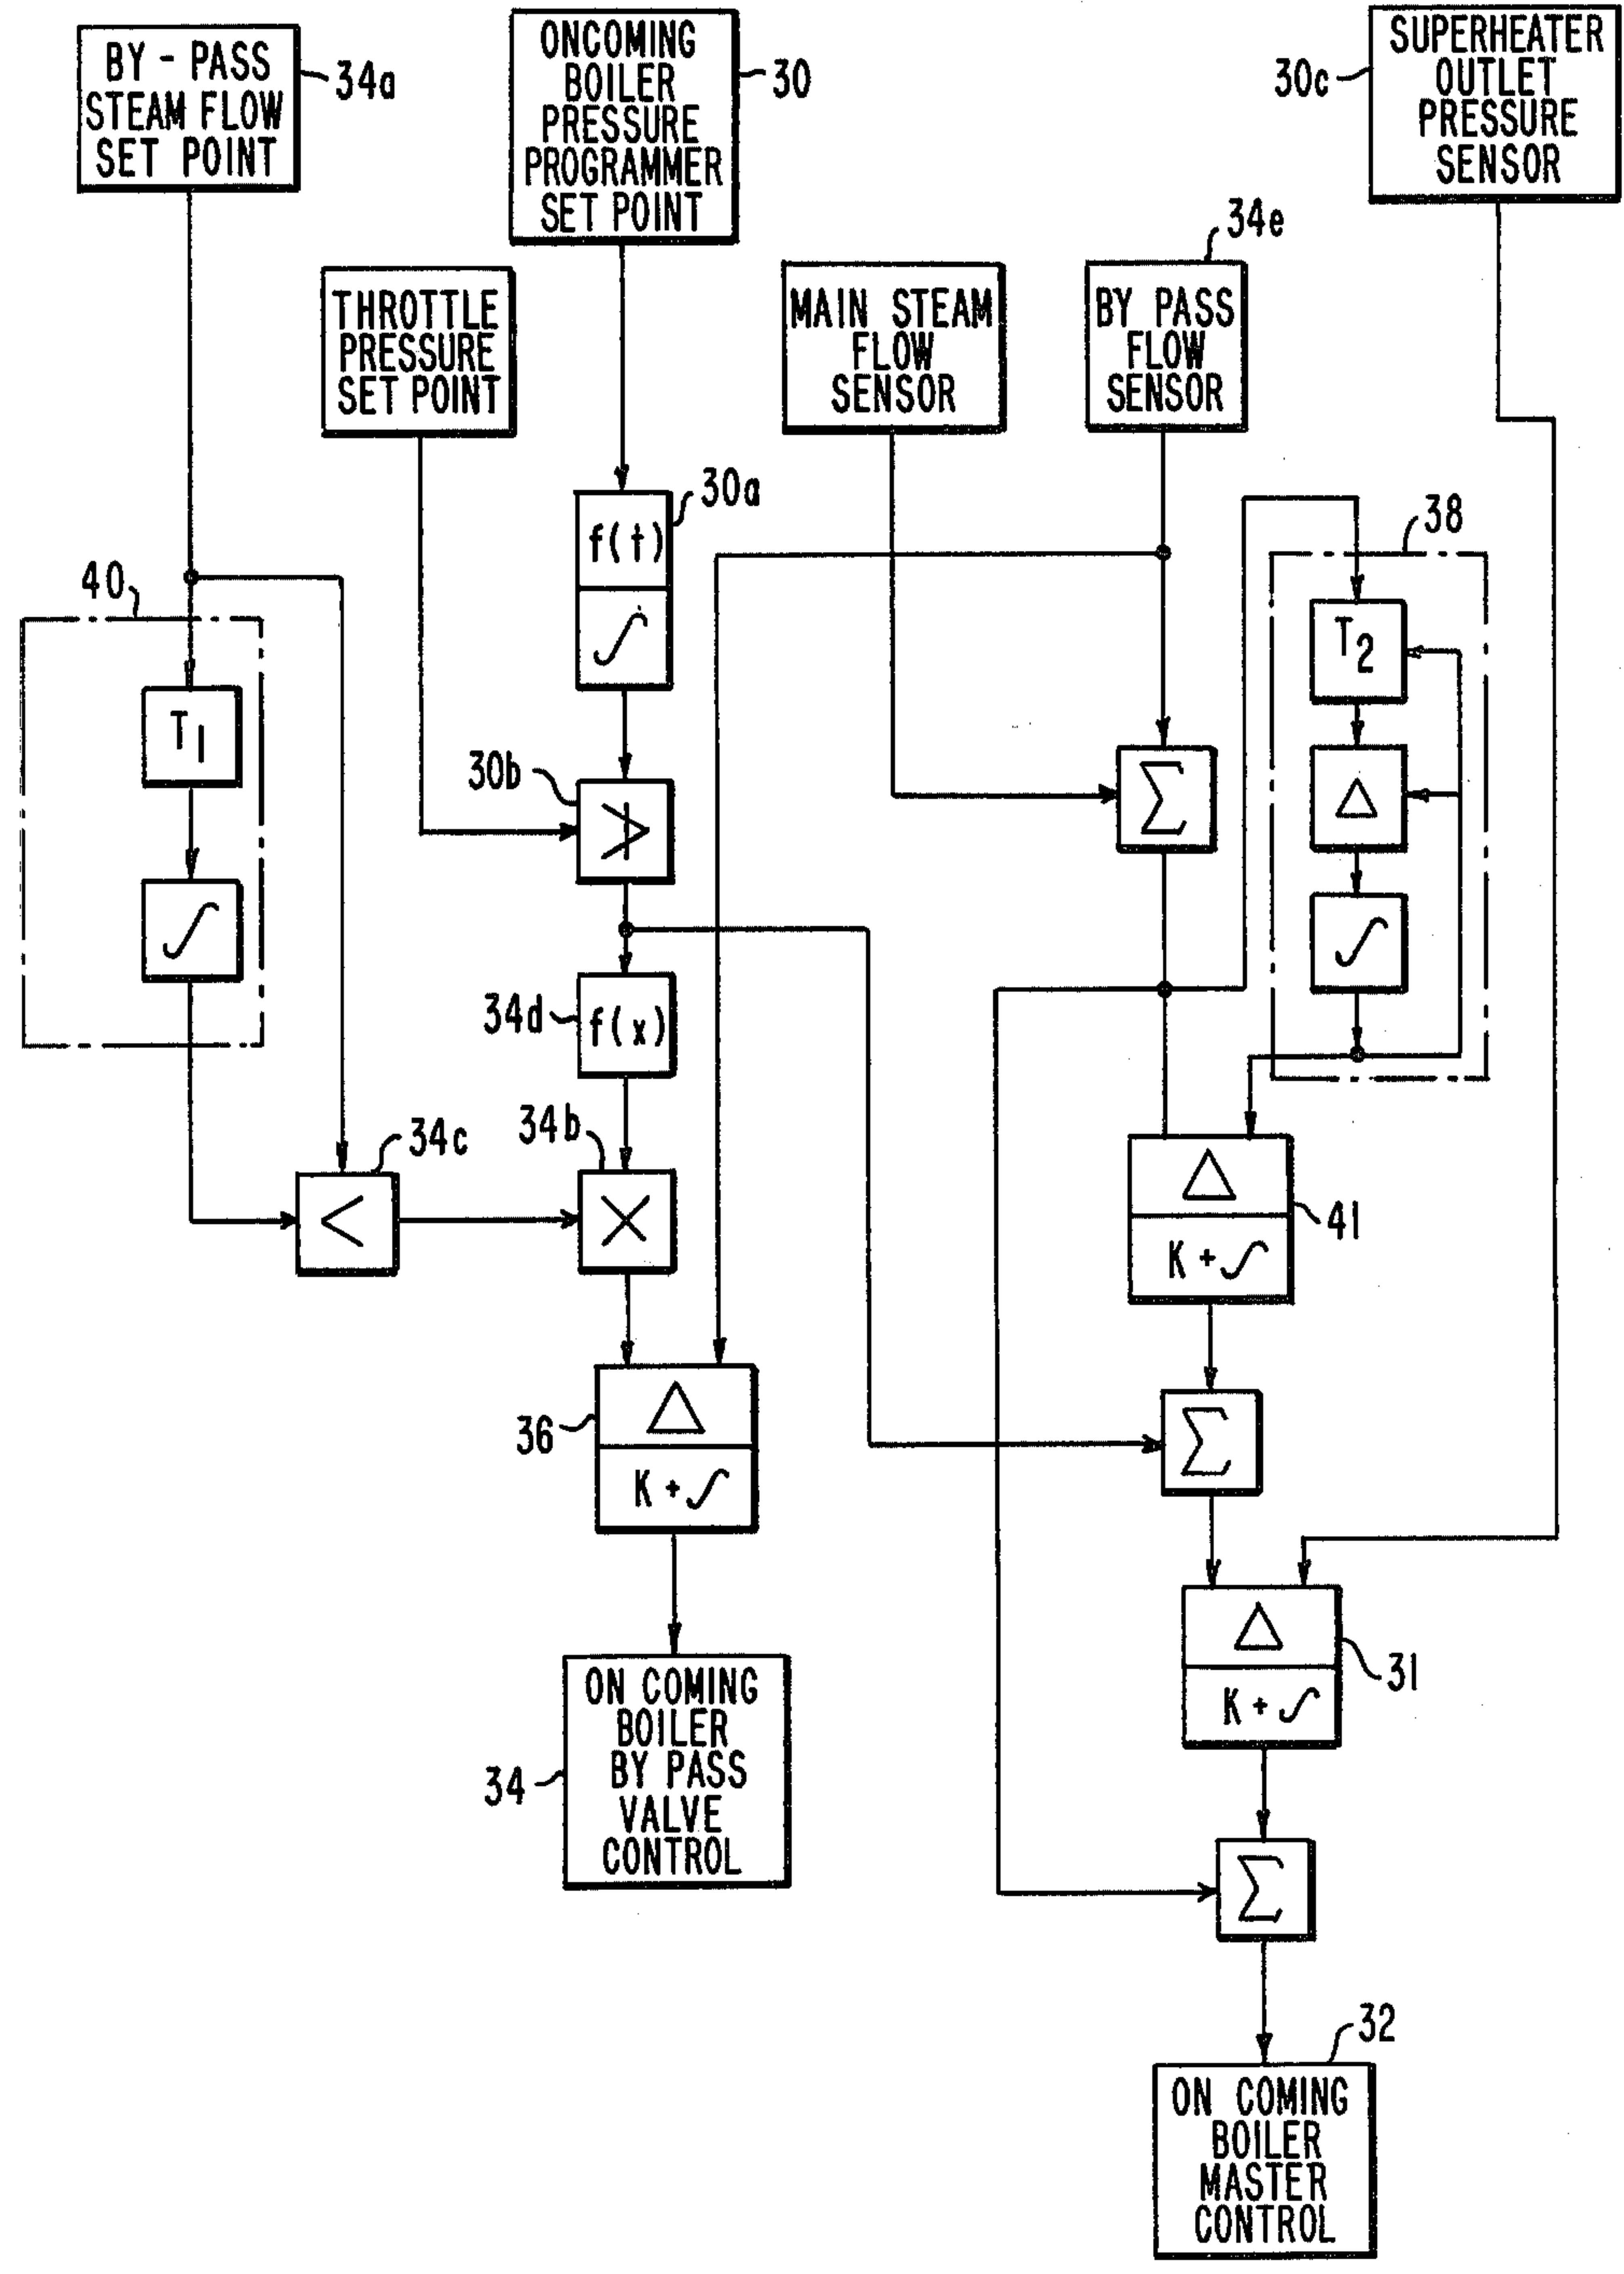 BY - PASS
STEAM FLOW
SET POINT
34a
ONCOMING
BOILER
PRESSURE
PROGRAMMER
SET POINT
30
SUPERHEATER
OUTLET
PRESSURE
SENSOR
30c
THROTTLE
PRESSURE
SET POINT
MAIN STEAM
FLOW
SENSOR
34e
BY PASS
FLOW
SENSOR
30a
f(t)
∫
38
T2
Δ
∫
40
T1
∫
30b
≯
Σ
34d
f(x)
34c
<
34b
×
Δ
K + ∫
41
36
Δ
K + ∫
Σ
Δ
K + ∫
31
34
ON COMING
BOILER
BY PASS
VALVE
CONTROL
Σ
32
ON COMING
BOILER
MASTER
CONTROL